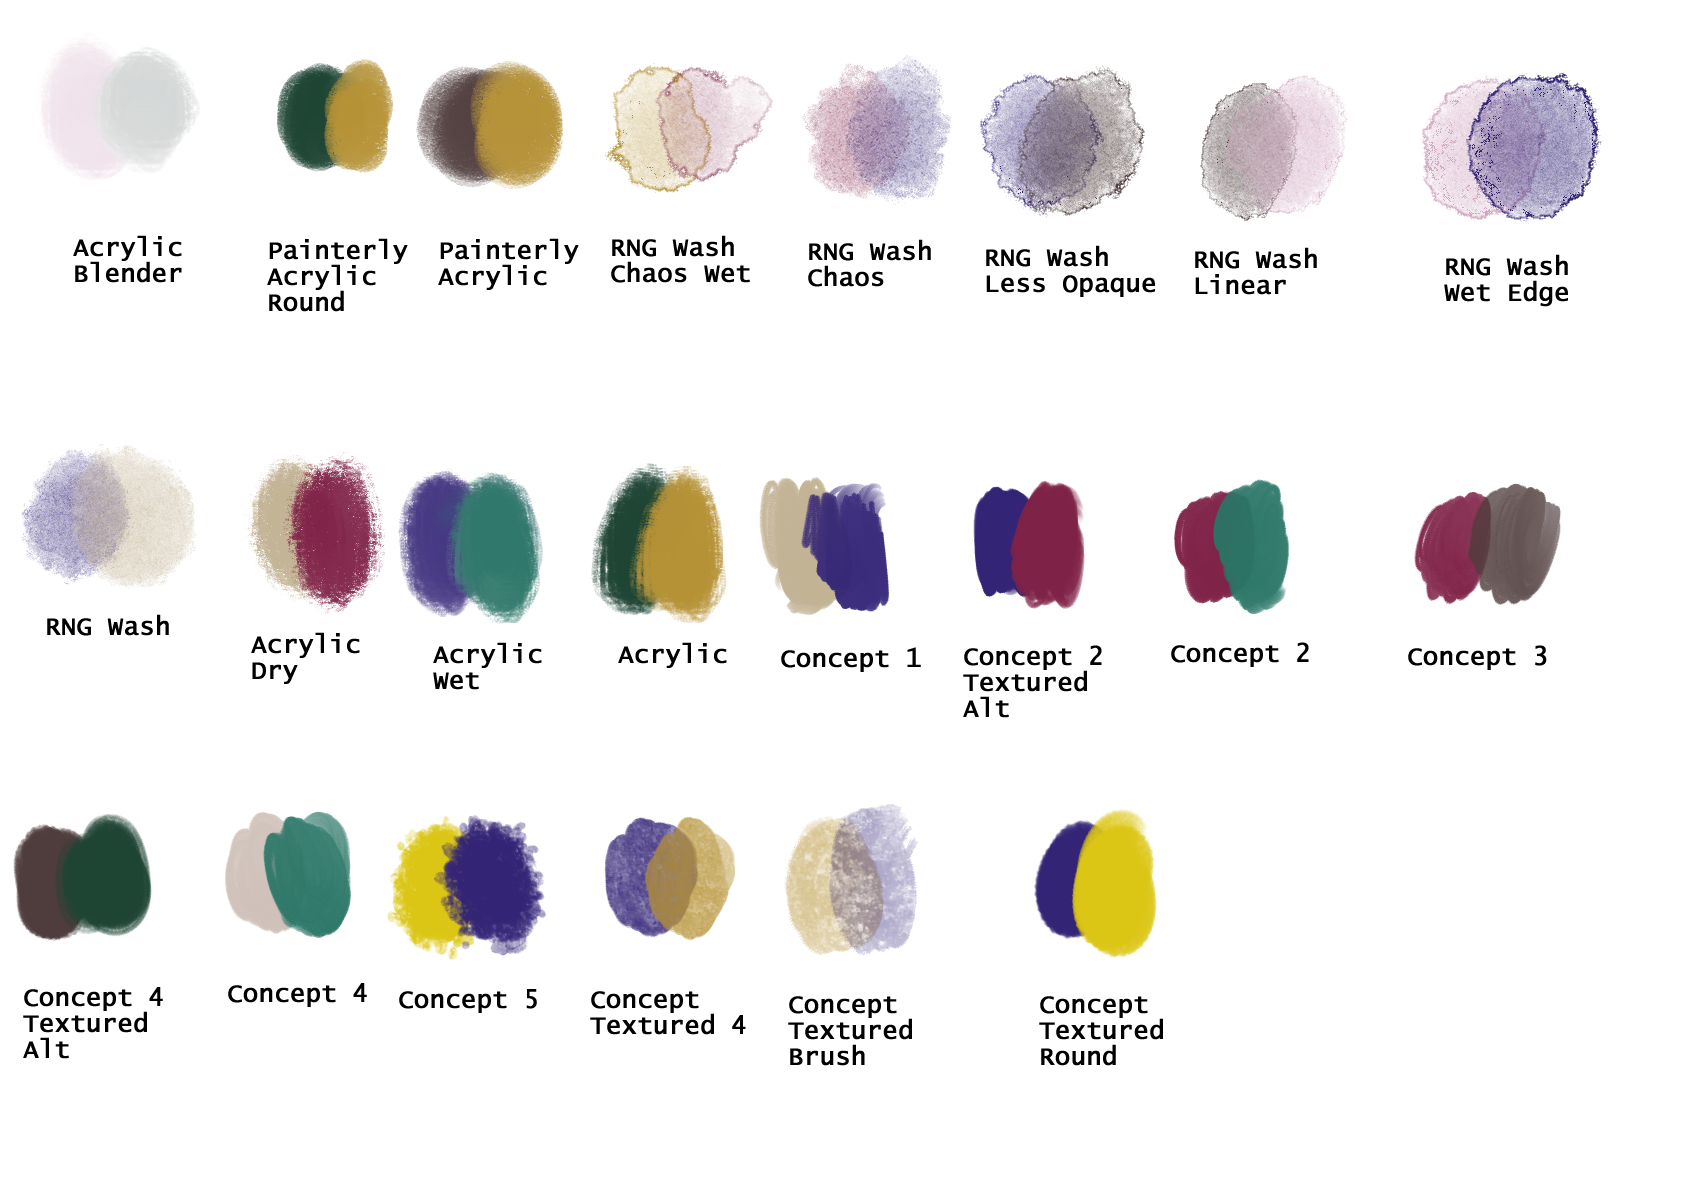 Acrylic
Blender
Painterly
Acrylic
Round
Painterly
Acrylic
RNG Wash
Chaos Wet
RNG Wash
Chaos
RNG Wash
Less Opaque
RNG Wash
Linear
RNG Wash
Wet Edge
RNG Wash
Acrylic
Dry
Acrylic
Wet
Acrylic
Concept 1
Concept 2
Textured
Alt
Concept 2
Concept 3
Concept 4
Textured
Alt
Concept 4
Concept 5
Concept
Textured 4
Concept
Textured
Brush
Concept
Textured
Round